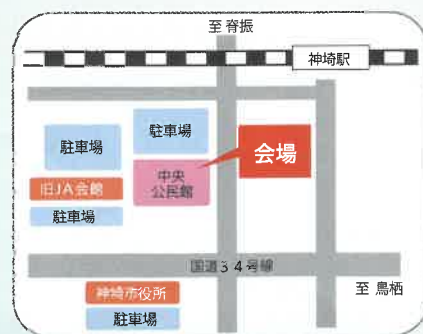 至 脊振
神埼駅
駐車場
駐車場
会場
旧JA会館
中央
公民館
駐車場
国道34号線
至 鳥栖
神埼市役所
駐車場